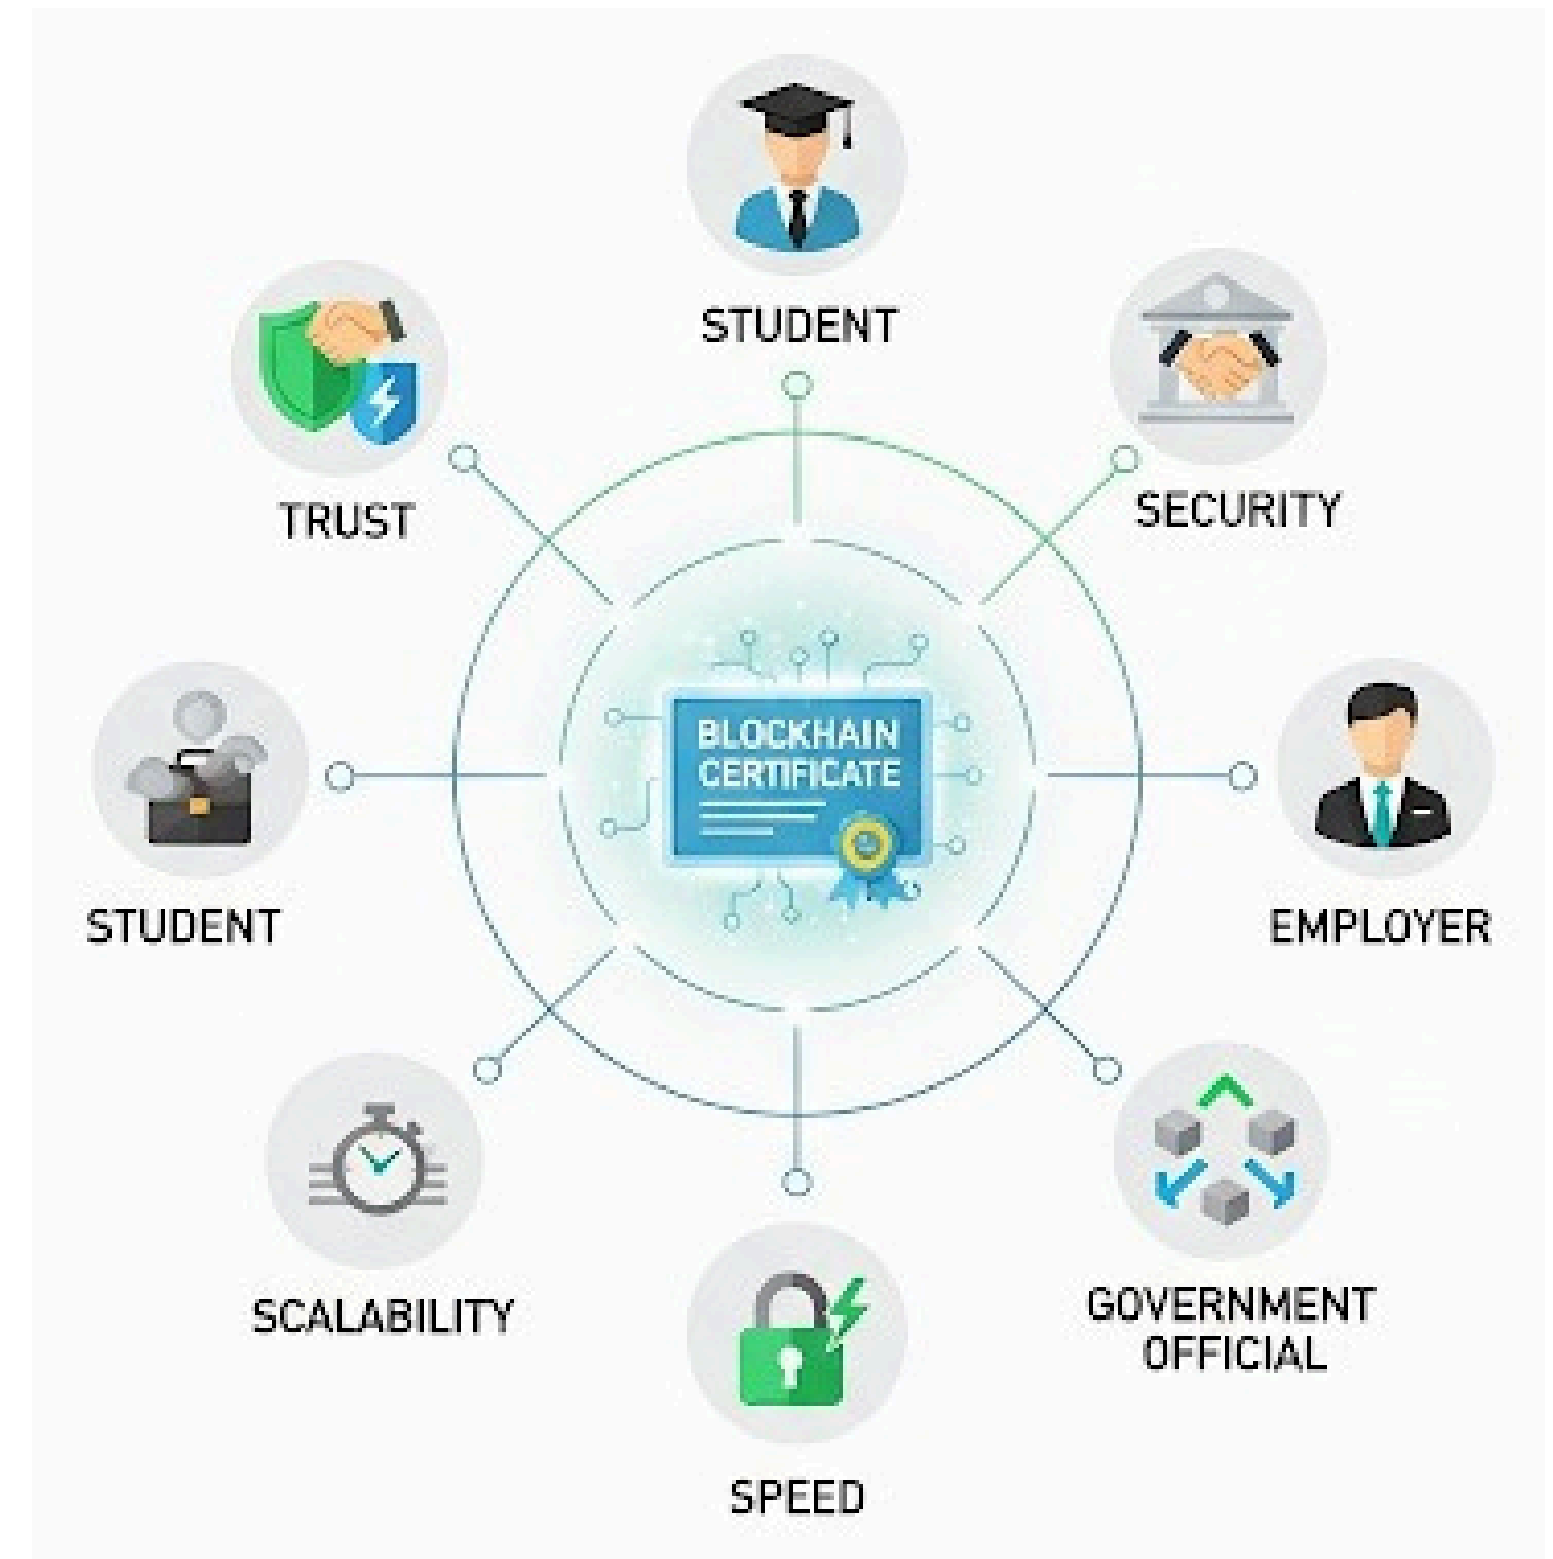 STUDENT
TRUST
SECURITY
BLOCKHAIN
CERTIFICATE
STUDENT
EMPLOYER
SCALABILITY
GOVERNMENT
OFFICIAL
SPEED